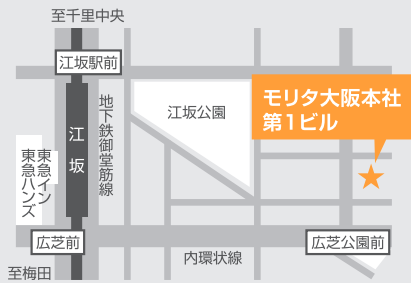 至千里中央
江坂駅前
モリタ大阪本社
第1ビル
江坂公園
地下鉄御堂筋線
江坂
東急イン
東急ハンズ
広芝前
広芝公園前
内環状線
至梅田